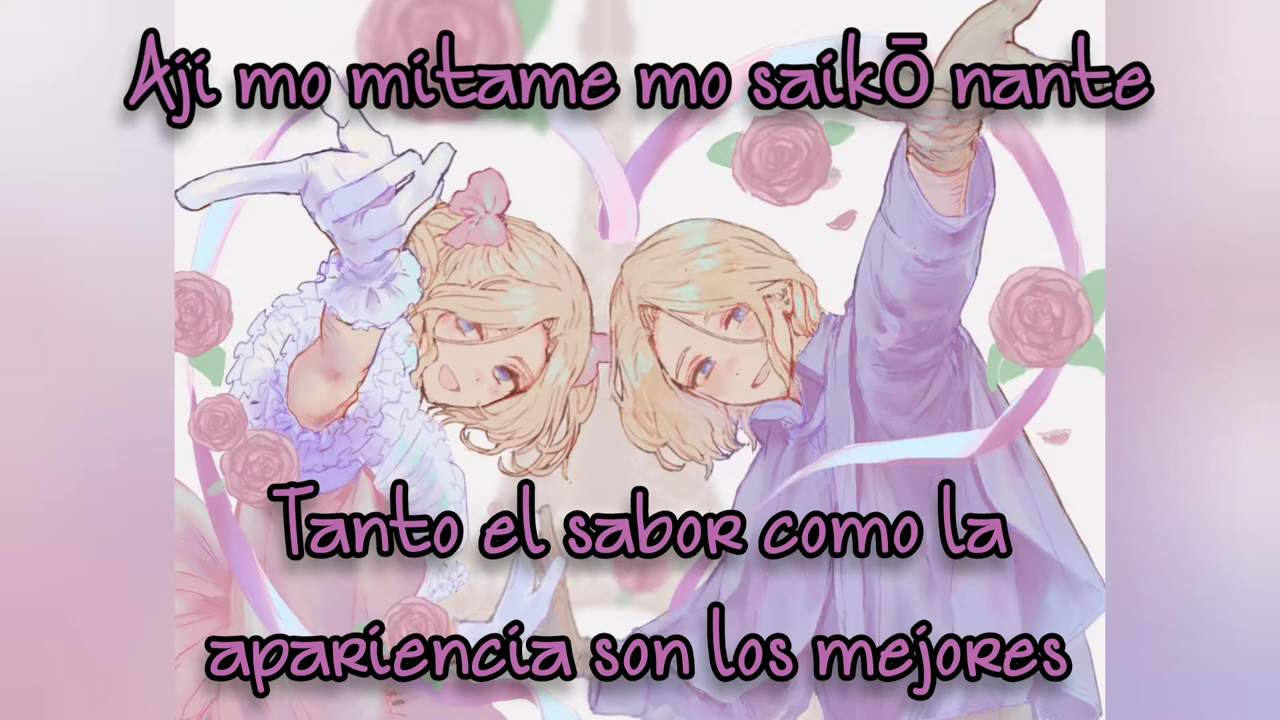 Aji mo mitame mo saikō nante
Tanto el sabor como la
apariencia son los mejores